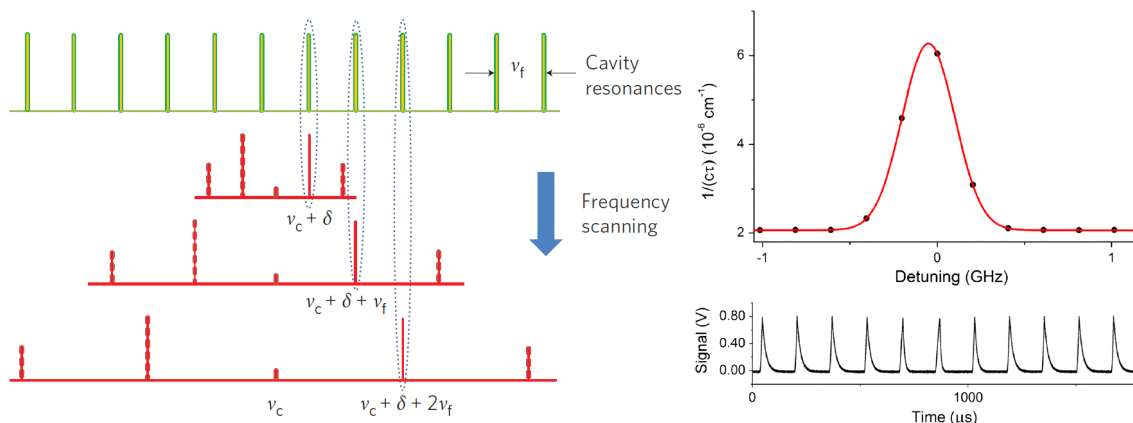 ν_f
Cavity
resonances
ν_c + δ
Frequency
scanning
ν_c + δ + ν_f
ν_c
ν_c + δ + 2ν_f
1/(cτ) (10⁻⁶ cm⁻¹)
6
4
2
-1
0
1
Detuning (GHz)
Signal (V)
0.80
0.40
0.00
0
1000
Time (μs)